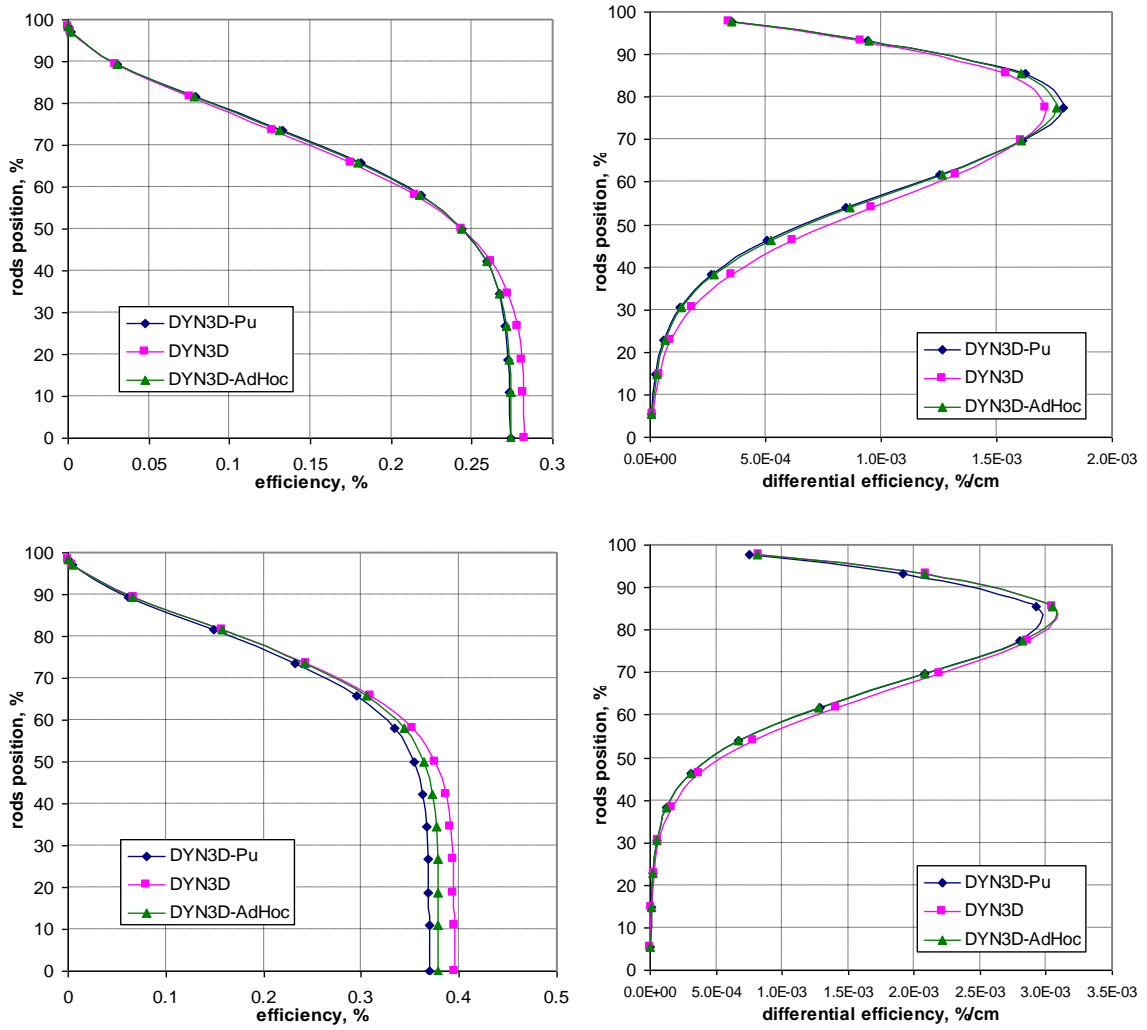 100
90
80
70
60
50
40
30
20
10
0
rods position, %
DYN3D-Pu
DYN3D
DYN3D-AdHoc
0 0.05 0.1 0.15 0.2 0.25 0.3
efficiency, %
100
90
80
70
60
50
40
30
20
10
0
rods position, %
DYN3D-Pu
DYN3D
DYN3D-AdHoc
0.0E+00 5.0E-04 1.0E-03 1.5E-03 2.0E-03
differential efficiency, %/cm
100
90
80
70
60
50
40
30
20
10
0
rods position, %
DYN3D-Pu
DYN3D
DYN3D-AdHoc
0 0.1 0.2 0.3 0.4 0.5
efficiency, %
100
90
80
70
60
50
40
30
20
10
0
rods position, %
DYN3D-Pu
DYN3D
DYN3D-AdHoc
0.0E+00 5.0E-04 1.0E-03 1.5E-03 2.0E-03 2.5E-03 3.0E-03 3.5E-03
differential efficiency, %/cm